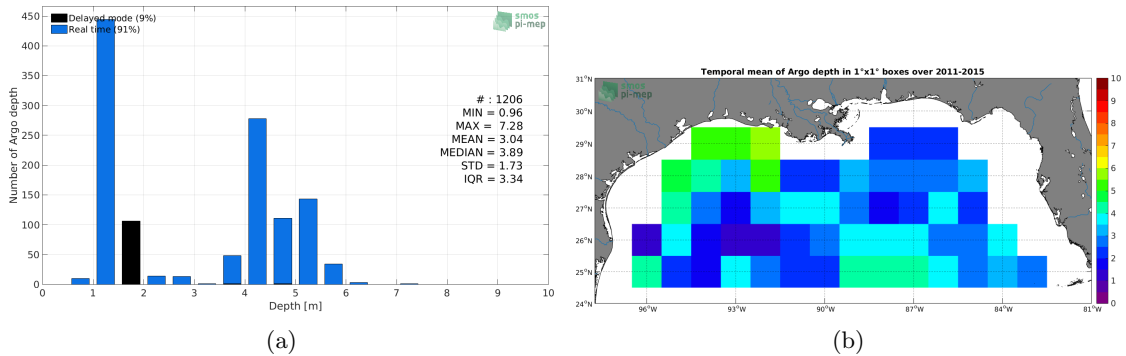 Delayed mode (9%)
Real time (91%)
smos
pi-mep
450
400
350
300
250
200
150
100
50
0
Number of Argo depth
# : 1206
MIN = 0.96
MAX = 7.28
MEAN = 3.04
MEDIAN = 3.89
STD = 1.73
IQR = 3.34
0 1 2 3 4 5 6 7 8 9 10
Depth [m]
(a)
Temporal mean of Argo depth in 1°x1° boxes over 2011-2015
smos
pi-mep
31°N
30°N
29°N
28°N
27°N
26°N
25°N
24°N
96°W 93°W 90°W 87°W 84°W 81°W
10
9
8
7
6
5
4
3
2
1
0
(b)